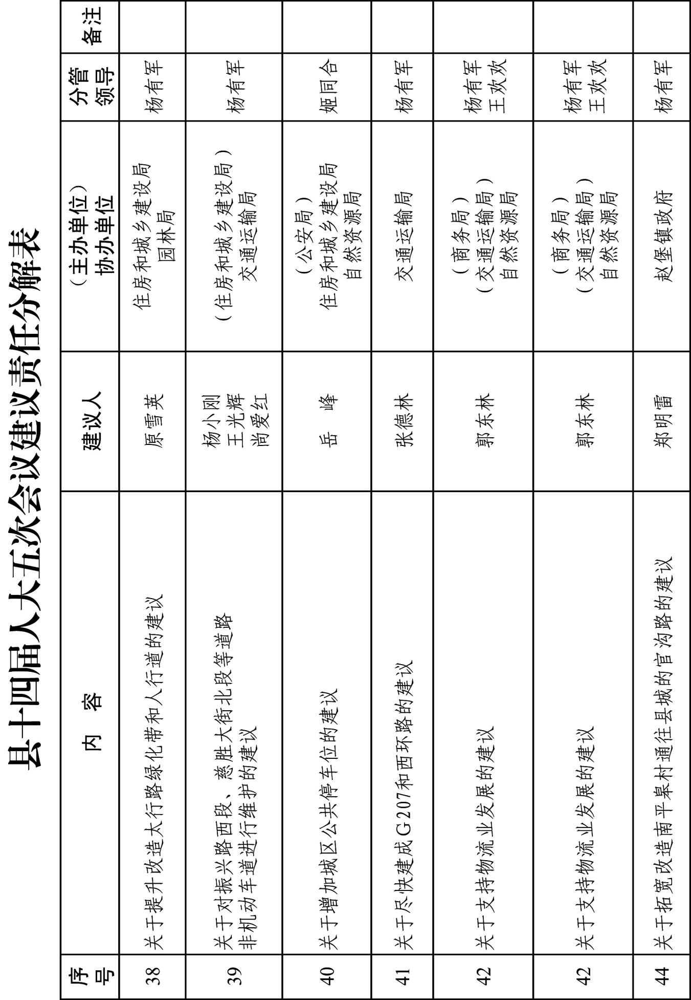 县十四届人大五次会议建议责任分解表
序号
内 容
建议人
（主办单位）
协办单位
分管
领导
备注
38
关于提升改造太行路绿化带和人行道的建议
原雪英
住房和城乡建设局
园林局
杨有军
39
关于对振兴路西段、慈胜大街北段等道路
非机动车道进行维护的建议
杨小刚
王光辉
尚爱红
（住房和城乡建设局）
交通运输局
杨有军
40
关于增加城区公共停车位的建议
岳 峰
（公安局）
住房和城乡建设局
自然资源局
姬同合
41
关于尽快建成G207和西环路的建议
张德林
交通运输局
杨有军
42
关于支持物流业发展的建议
郭东林
（商务局）
（交通运输局）
自然资源局
杨有军
王欢欢
42
关于支持物流业发展的建议
郭东林
（商务局）
（交通运输局）
自然资源局
杨有军
王欢欢
44
关于拓宽改造南平皋村通往县城的官沟路的建议
郑明雷
赵堡镇政府
杨有军